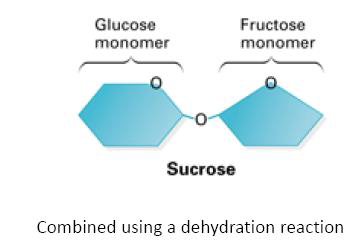 Glucose
monomer
Fructose
monomer
O
O
O
Sucrose
Combined using a dehydration reaction